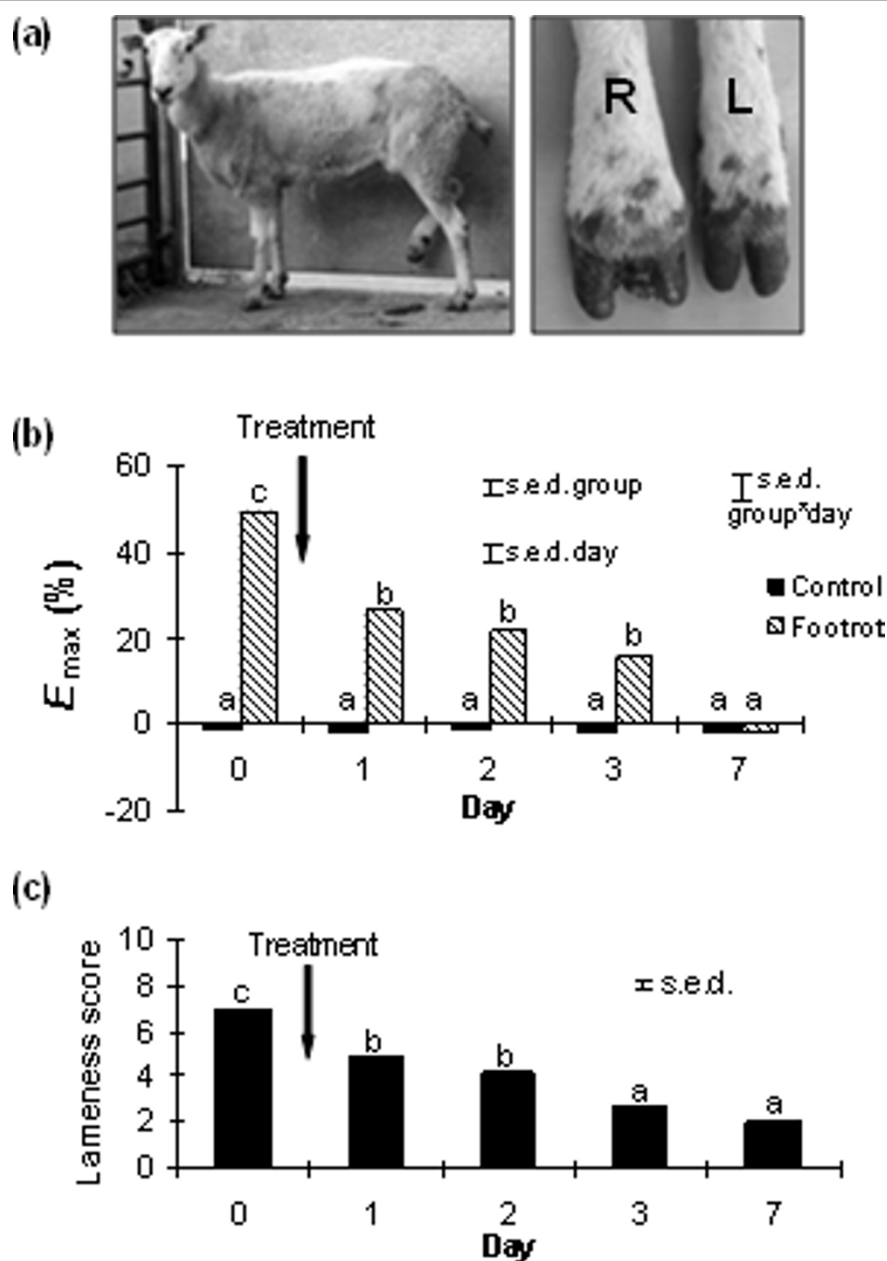 (a)
R
L
(b)
Treatment
s.e.d. group
s.e.d. day
s.e.d.
group*day
Control
Footrot
E max (%)
60
40
20
0
-20
c
b
b
b
a
a
a
a
a
a
0
1
2
3
7
Day
(c)
Treatment
s.e.d.
Lameness score
10
8
6
4
2
0
c
b
b
a
a
0
1
2
3
7
Day